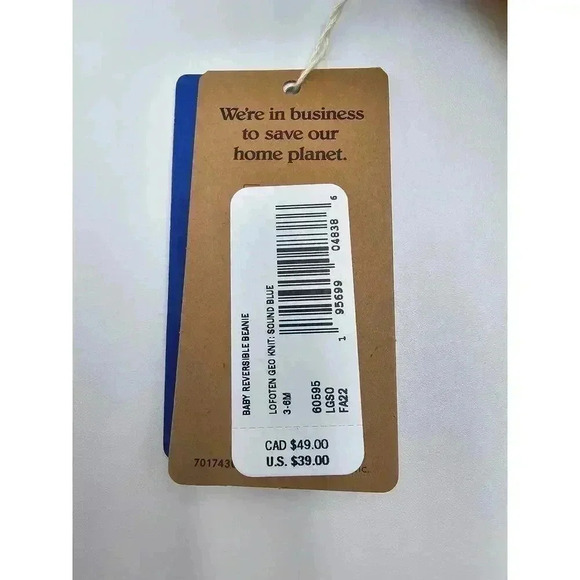 We're in business
to save our
home planet.
BABY REVERSIBLE BEANIE
LOFOTEN GEO KNIT: SOUND BLUE
3-6M
60595
LGSO
FA22
1 95699 04838 6
CAD $49.00
U.S. $39.00